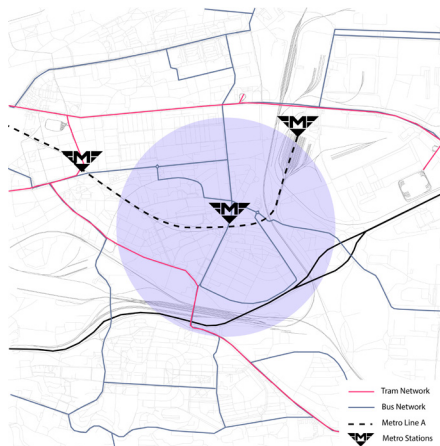 M
M
M
Tram Network
Bus Network
Metro Line A
M Metro Stations